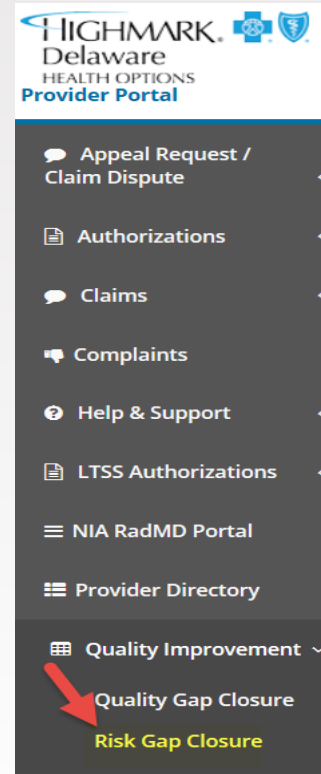 HIGHMARK.
Delaware
HEALTH OPTIONS
Provider Portal
Appeal Request /
Claim Dispute
Authorizations
Claims
Complaints
Help & Support
LTSS Authorizations
NIA RadMD Portal
Provider Directory
Quality Improvement
Quality Gap Closure
Risk Gap Closure